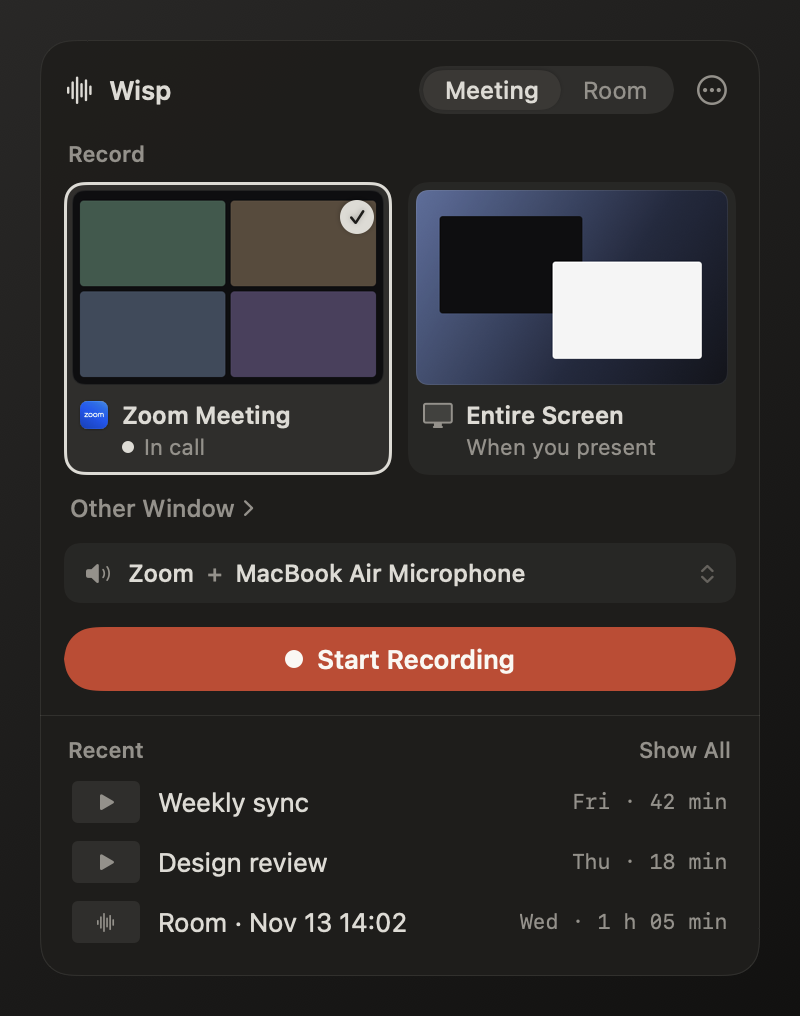 Wisp
Meeting
Room
Record
zoom
Zoom Meeting
In call
Entire Screen
When you present
Other Window
Zoom + MacBook Air Microphone
Start Recording
Recent
Show All
Weekly sync
Fri · 42 min
Design review
Thu · 18 min
Room · Nov 13 14:02
Wed · 1 h 05 min